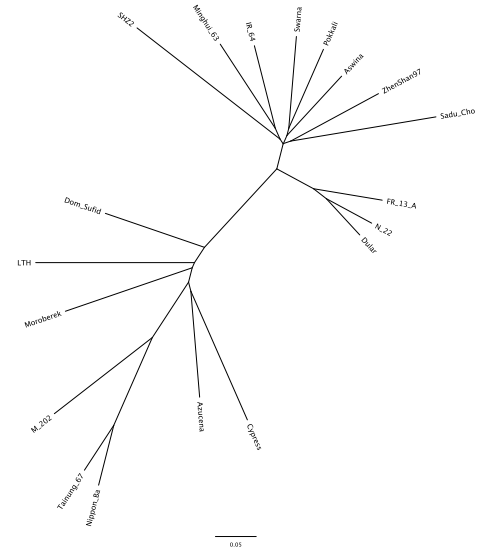 SHZ2
Minghui_63
IR_64
Swarna
Pokkali
Aswina
ZhenShan97
Sadu_Cho
FR_13_A
N_22
Dular
Dom_Sufid
LTH
Moroberek
M_202
Tainung_67
Nippon_Ba
Azucena
Cypress
0.05